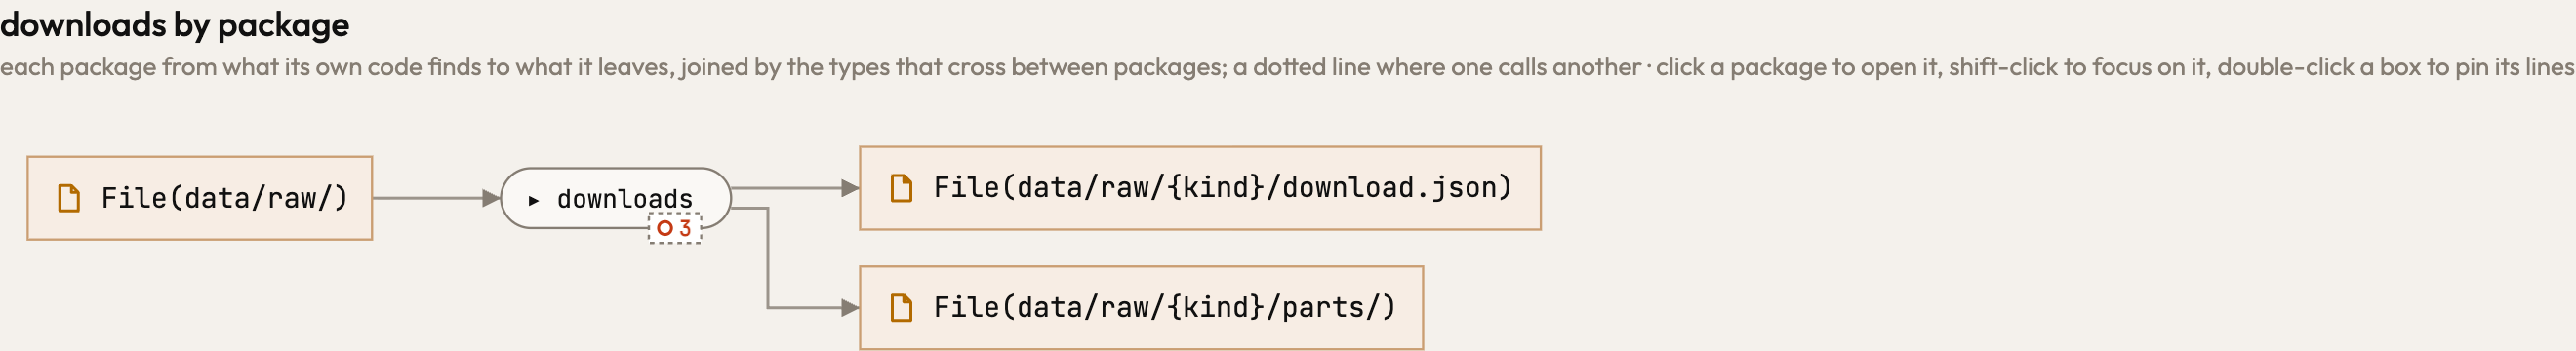 downloads by package
each package from what its own code finds to what it leaves, joined by the types that cross between packages; a dotted line where one calls another · click a package to open it, shift-click to focus on it, double-click a box to pin its lines
File(data/raw/)
▸ downloads
3
File(data/raw/{kind}/download.json)
File(data/raw/{kind}/parts/)